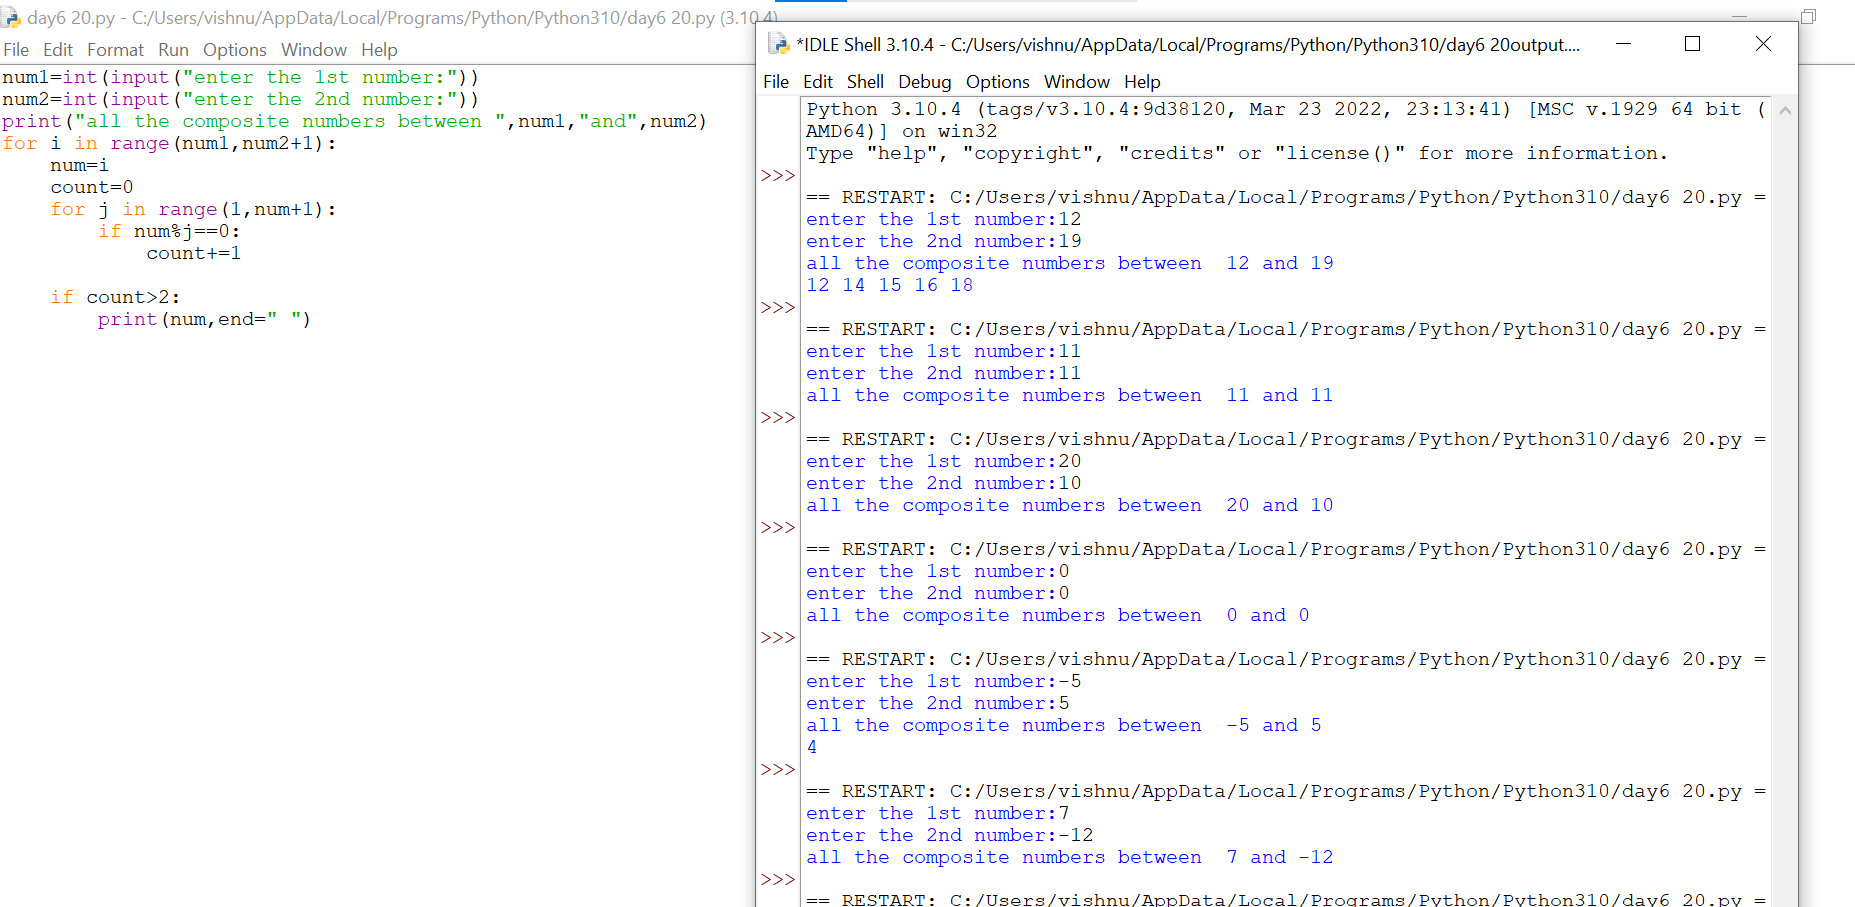 day6 20.py - C:/Users/vishnu/AppData/Local/Programs/Python/Python310/day6 20.py (3.10.4)
File Edit Format Run Options Window Help
num1=int(input("enter the 1st number:"))
num2=int(input("enter the 2nd number:"))
print("all the composite numbers between ",num1,"and",num2)
for i in range(num1,num2+1):
    num=i
    count=0
    for j in range(1,num+1):
        if num%j==0:
            count+=1
    if count>2:
        print(num,end=" ")
*IDLE Shell 3.10.4 - C:/Users/vishnu/AppData/Local/Programs/Python/Python310/day6 20output....
File Edit Shell Debug Options Window Help
Python 3.10.4 (tags/v3.10.4:9d38120, Mar 23 2022, 23:13:41) [MSC v.1929 64 bit (
AMD64)] on win32
Type "help", "copyright", "credits" or "license()" for more information.
>>>
== RESTART: C:/Users/vishnu/AppData/Local/Programs/Python/Python310/day6 20.py =
enter the 1st number:12
enter the 2nd number:19
all the composite numbers between  12 and 19
12 14 15 16 18
>>>
== RESTART: C:/Users/vishnu/AppData/Local/Programs/Python/Python310/day6 20.py =
enter the 1st number:11
enter the 2nd number:11
all the composite numbers between  11 and 11
>>>
== RESTART: C:/Users/vishnu/AppData/Local/Programs/Python/Python310/day6 20.py =
enter the 1st number:20
enter the 2nd number:10
all the composite numbers between  20 and 10
>>>
== RESTART: C:/Users/vishnu/AppData/Local/Programs/Python/Python310/day6 20.py =
enter the 1st number:0
enter the 2nd number:0
all the composite numbers between  0 and 0
>>>
== RESTART: C:/Users/vishnu/AppData/Local/Programs/Python/Python310/day6 20.py =
enter the 1st number:-5
enter the 2nd number:5
all the composite numbers between  -5 and 5
4
>>>
== RESTART: C:/Users/vishnu/AppData/Local/Programs/Python/Python310/day6 20.py =
enter the 1st number:7
enter the 2nd number:-12
all the composite numbers between  7 and -12
>>>
== RESTART: C:/Users/vishnu/AppData/Local/Programs/Python/Python310/day6 20.py =